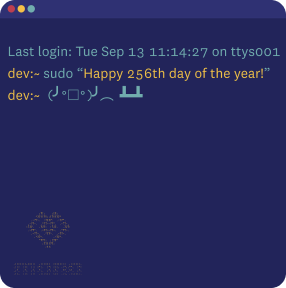 Last login: Tue Sep 13 11:14:27 on ttys001
dev:~ sudo “Happy 256th day of the year!”
dev:~ (╯°□°)╯︵ ┻┻